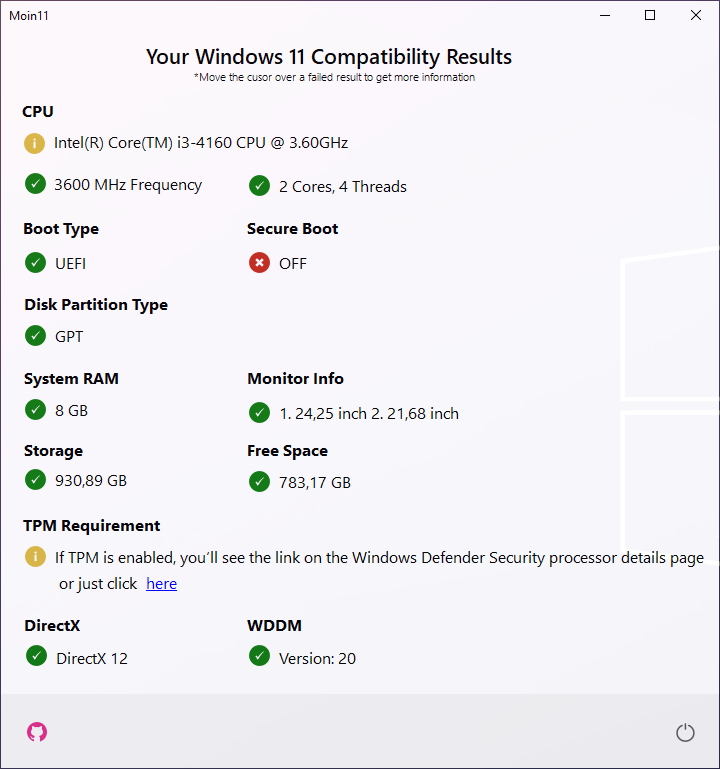 Moin11
Your Windows 11 Compatibility Results
*Move the cusor over a failed result to get more information
CPU
Intel(R) Core(TM) i3-4160 CPU @ 3.60GHz
3600 MHz Frequency
2 Cores, 4 Threads
Boot Type
Secure Boot
UEFI
OFF
Disk Partition Type
GPT
System RAM
Monitor Info
8 GB
1. 24,25 inch 2. 21,68 inch
Storage
Free Space
930,89 GB
783,17 GB
TPM Requirement
If TPM is enabled, you’ll see the link on the Windows Defender Security processor details page
or just click here
DirectX
WDDM
DirectX 12
Version: 20